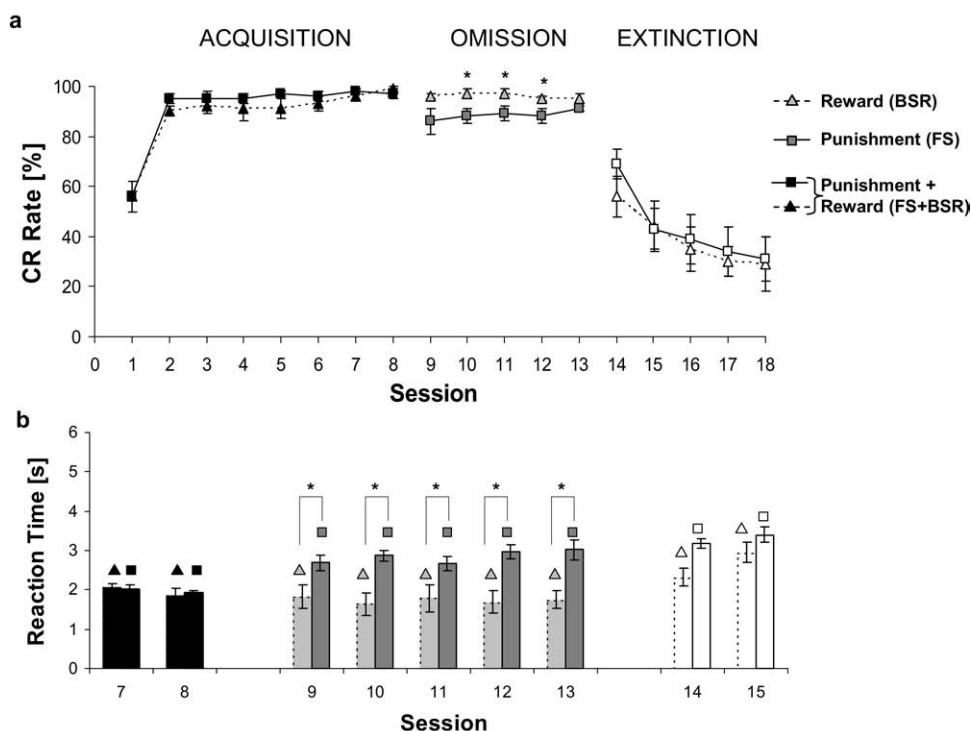 a
ACQUISITION OMISSION EXTINCTION
* * *
CR Rate [%]
100
80
60
40
20
0
0 1 2 3 4 5 6 7 8 9 10 11 12 13 14 15 16 17 18
Session
Reward (BSR)
Punishment (FS)
Punishment +
Reward (FS+BSR)
b
Reaction Time [s]
6
5
4
3
2
1
0
* * * * *
7 8 9 10 11 12 13 14 15
Session